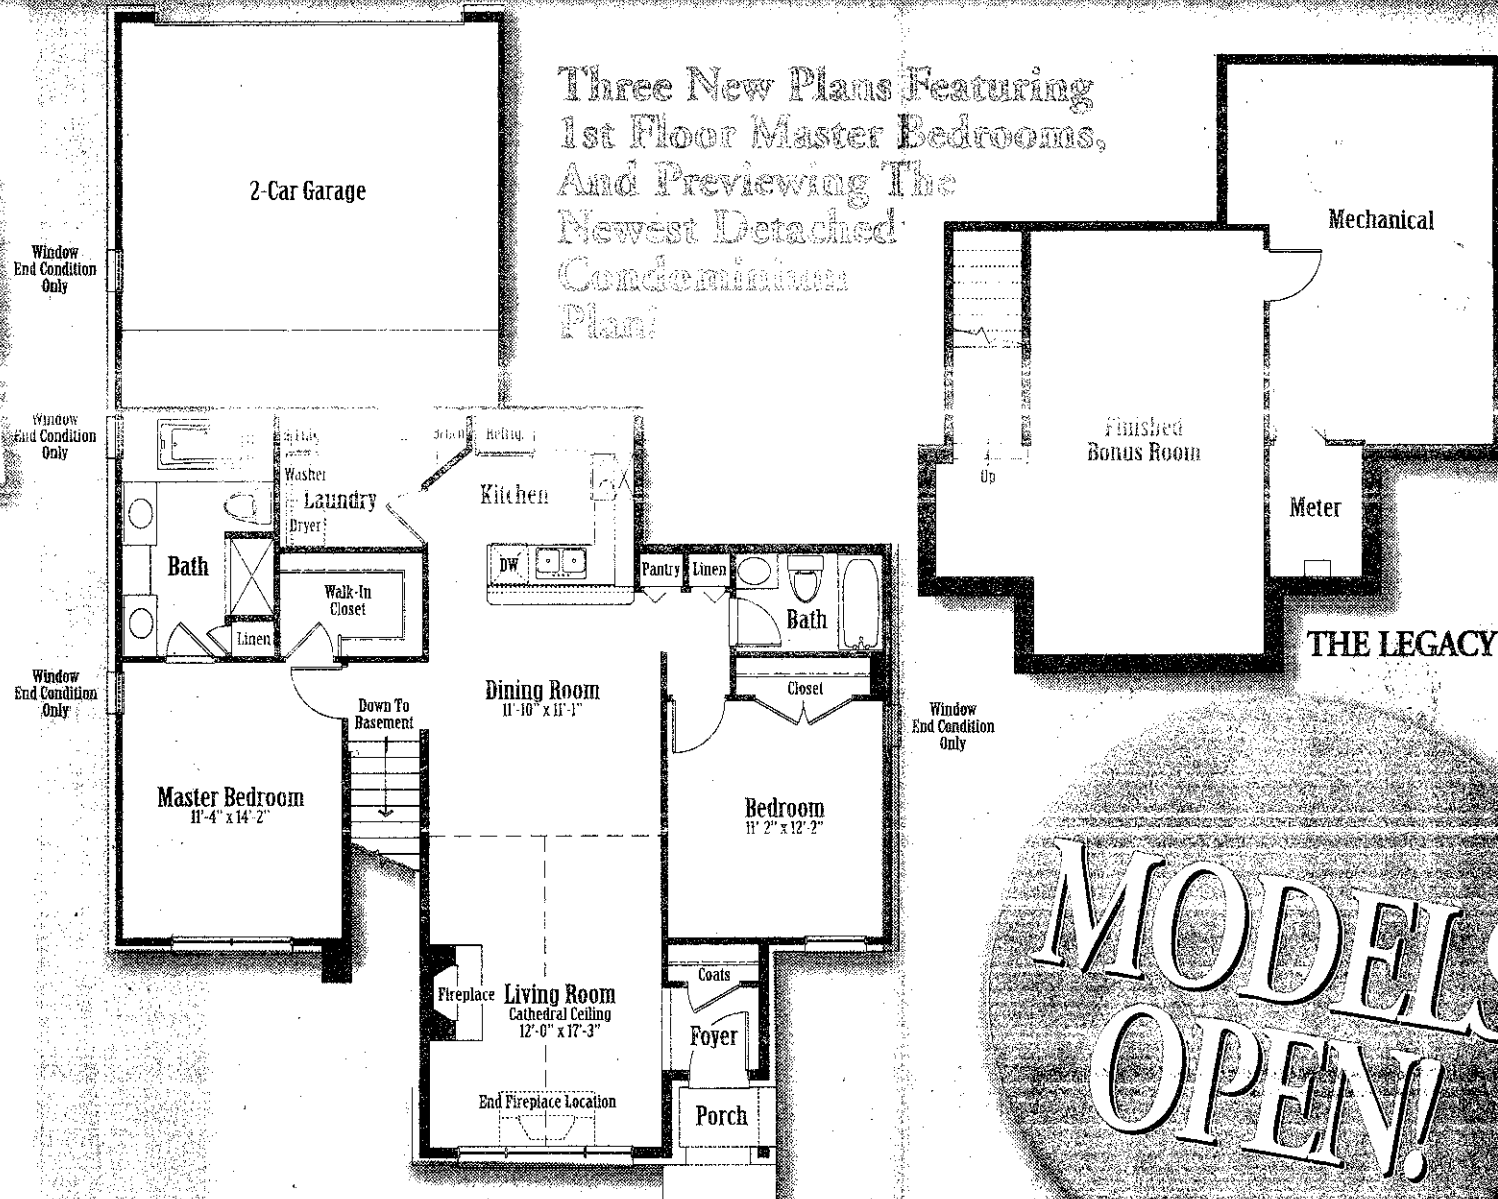 Three New Plans Featuring
1st Floor Master Bedrooms,
And Previewing The
Newest Detached
Condeminium
Plan!
2-Car Garage
Mechanical
Window
End Condition
Only
Window
End Condition
Only
Refrig.
Washer
Laundry
Dryer
Kitchen
Finished
Bonus Room
Up
Meter
Bath
Walk-In
Closet
Linen
DW
Pantry
Linen
Bath
THE LEGACY
Window
End Condition
Only
Down To
Basement
Dining Room
11'-10" x 11'-1"
Closet
Window
End Condition
Only
Master Bedroom
11'-4" x 14'-2"
Bedroom
11' 2" x 12'-2"
MODELS
OPEN!
Fireplace
Living Room
Cathedral Ceiling
12'-0" x 17'-3"
Coats
Foyer
End Fireplace Location
Porch